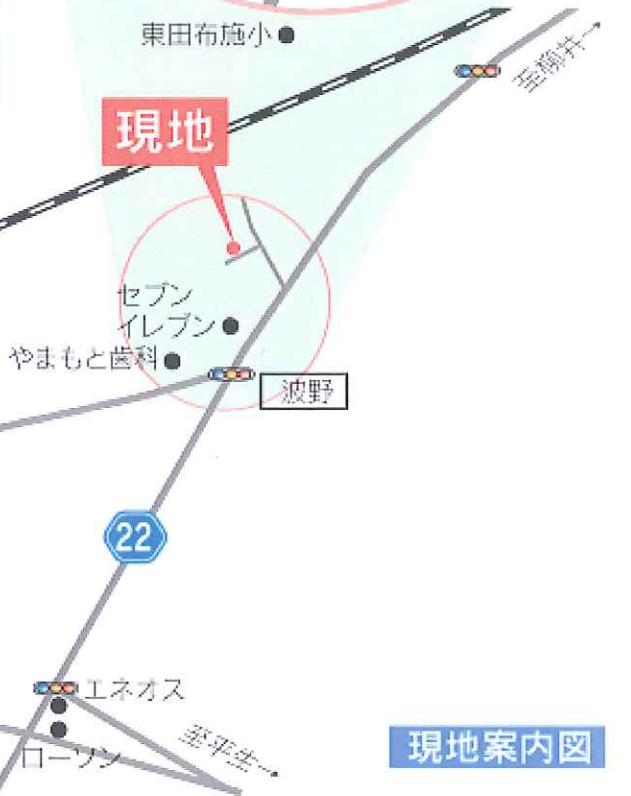 東田布施小
至柳井→
現地
セブン
イレブン
やまもと歯科
波野
22
エネオス
ローソン
至平生→
現地案内図